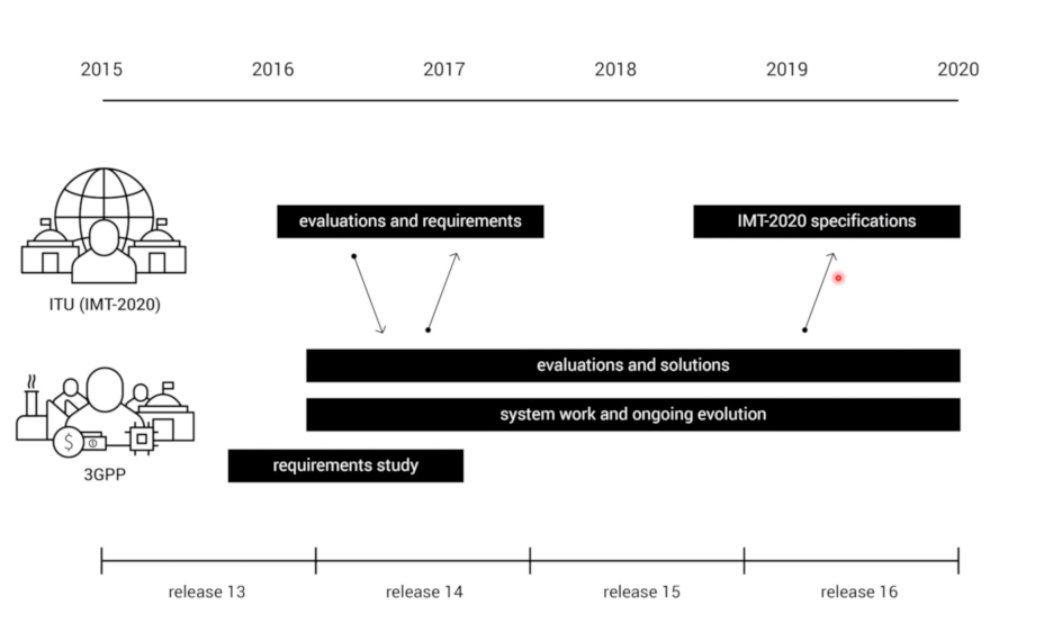 2015 2016 2017 2018 2019 2020
evaluations and requirements
IMT-2020 specifications
ITU (IMT-2020)
evaluations and solutions
system work and ongoing evolution
requirements study
$
3GPP
release 13 release 14 release 15 release 16